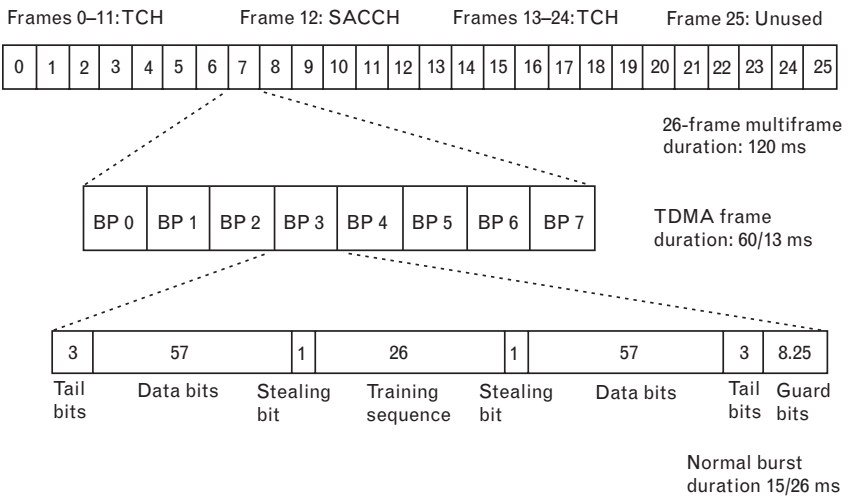 Frames 0–11:TCH Frame 12: SACCH Frames 13–24:TCH Frame 25: Unused
0 1 2 3 4 5 6 7 8 9 10 11 12 13 14 15 16 17 18 19 20 21 22 23 24 25
26-frame multiframe
duration: 120 ms
BP 0 BP 1 BP 2 BP 3 BP 4 BP 5 BP 6 BP 7
TDMA frame
duration: 60/13 ms
3 57 1 26 1 57 3 8.25
Tail bits Data bits Stealing bit Training sequence Stealing bit Data bits Tail bits Guard bits
Normal burst
duration 15/26 ms